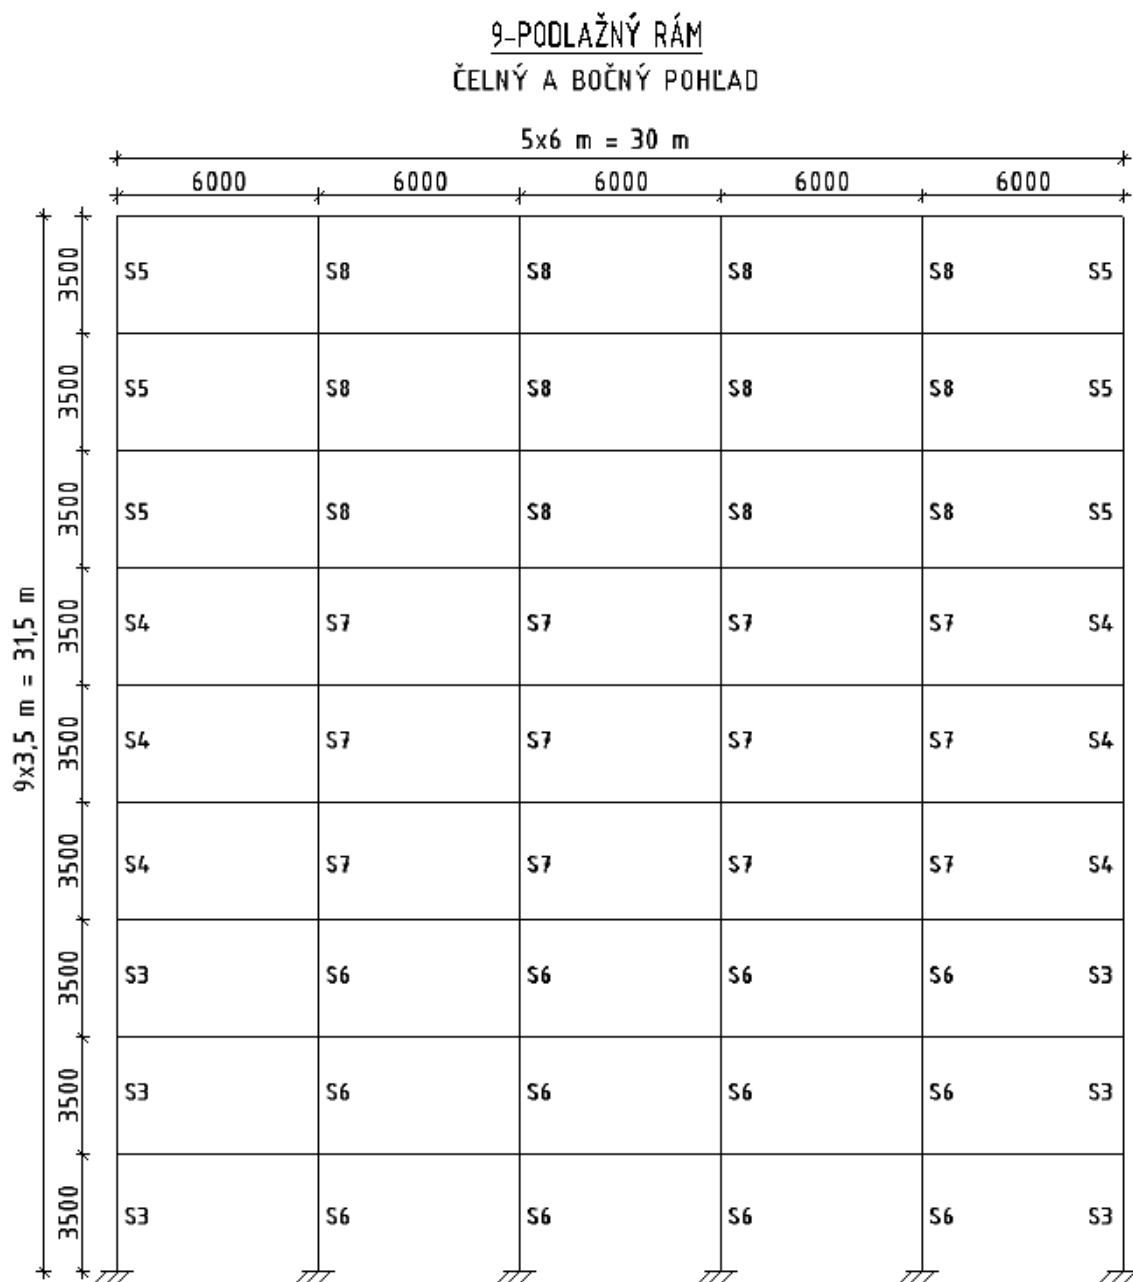 9-PODLAŽNÝ RÁM
ČELNÝ A BOČNÝ POHĽAD
5x6 m = 30 m
6000 6000 6000 6000 6000
9x3,5 m = 31,5 m
3500 S5 S8 S8 S8 S8 S5
3500 S5 S8 S8 S8 S8 S5
3500 S5 S8 S8 S8 S8 S5
3500 S4 S7 S7 S7 S7 S4
3500 S4 S7 S7 S7 S7 S4
3500 S4 S7 S7 S7 S7 S4
3500 S3 S6 S6 S6 S6 S3
3500 S3 S6 S6 S6 S6 S3
3500 S3 S6 S6 S6 S6 S3